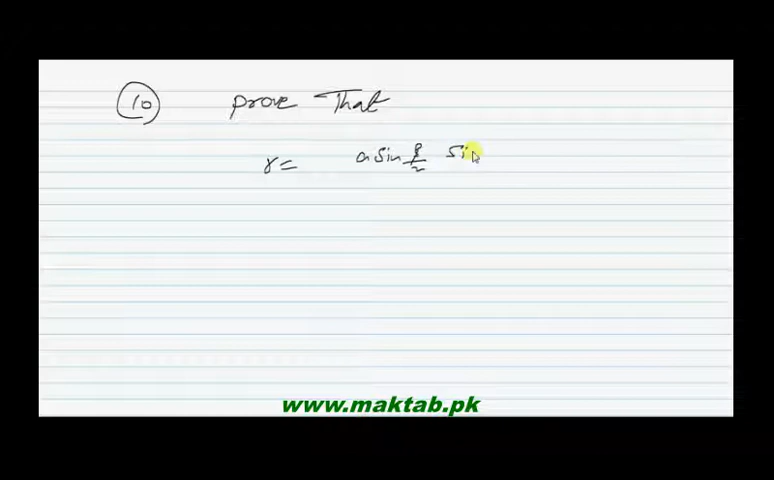 10 prove That
r = a sin β/2 si
www.maktab.pk